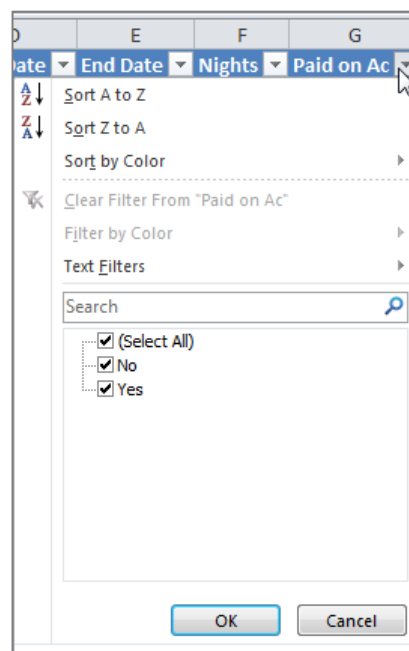 D E F G
Date End Date Nights Paid on Ac
A Z Sort A to Z
Z A Sort Z to A
Sort by Color
Clear Filter From "Paid on Ac"
Filter by Color
Text Filters
Search
(Select All)
No
Yes
OK Cancel